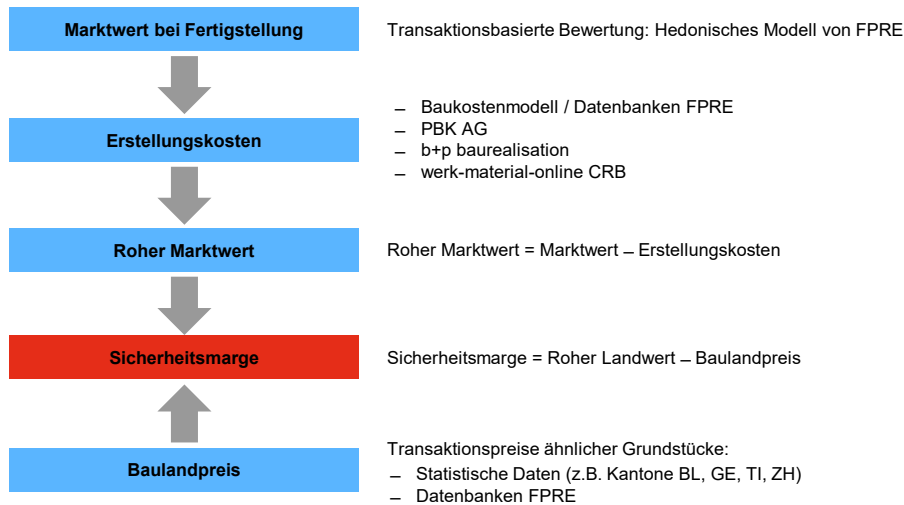 Marktwert bei Fertigstellung
Transaktionsbasierte Bewertung: Hedonisches Modell von FPRE
Erstellungskosten
– Baukostenmodell / Datenbanken FPRE
– PBK AG
– b+p baurealisation
– werk-material-online CRB
Roher Marktwert
Roher Marktwert = Marktwert – Erstellungskosten
Sicherheitsmarge
Sicherheitsmarge = Roher Landwert – Baulandpreis
Baulandpreis
Transaktionspreise ähnlicher Grundstücke:
– Statistische Daten (z.B. Kantone BL, GE, TI, ZH)
– Datenbanken FPRE